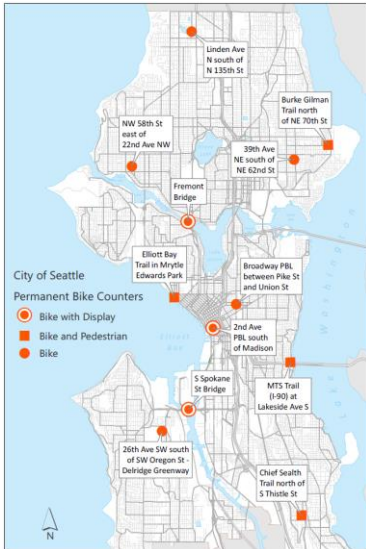 Linden Ave
N south of
N 135th St
Burke Gilman
Trail north
of NE 70th St
NW 58th St
east of
22nd Ave NW
39th Ave
NE south of
NE 62nd St
Fremont
Bridge
Elliott Bay
Trail in Mrytle
Edwards Park
Broadway PBL
between Pike St
and Union St
City of Seattle
Permanent Bike Counters
Bike with Display
Bike and Pedestrian
Bike
Elliott
Bay
2nd Ave
PBL south
of Madison
Lake
Washington
S Spokane
St Bridge
MTS Trail
(I-90) at
Lakeside Ave S
26th Ave SW south
of SW Oregon St -
Delridge Greenway
Chief Sealth
Trail north of
S Thistle St
N